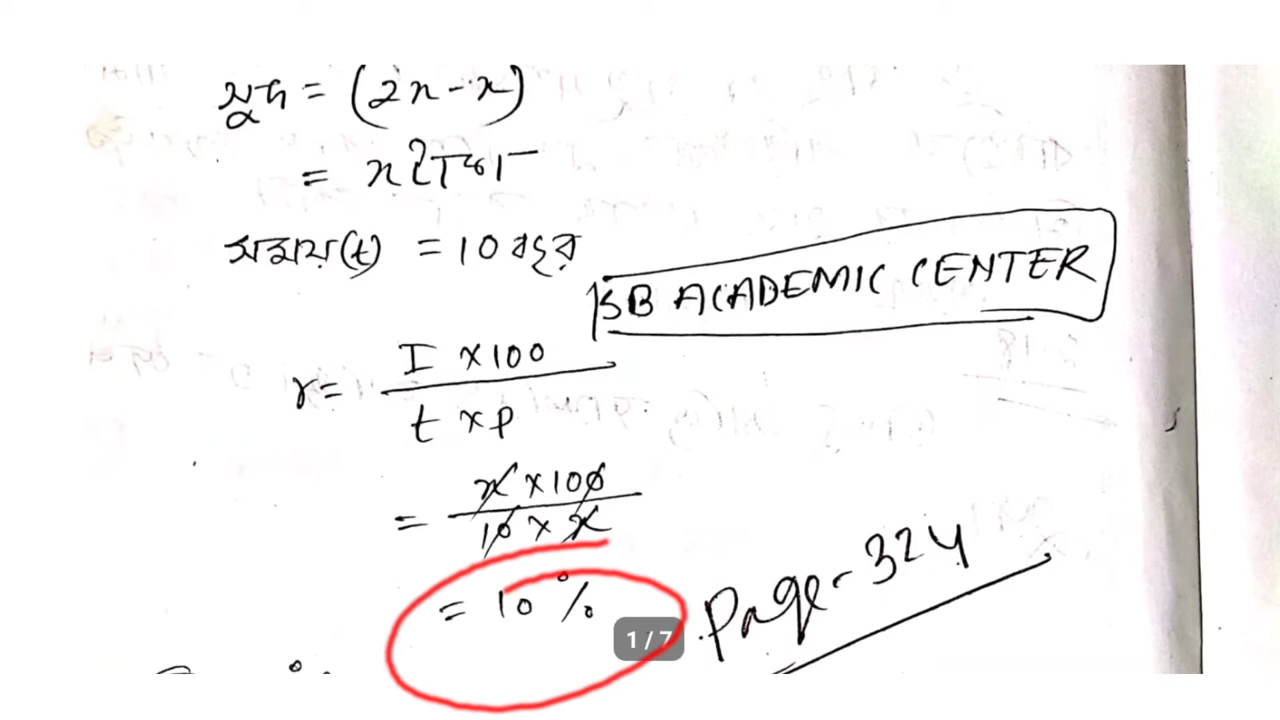 সুদ = (2x - x)
= x টাকা
সময়(t) = 10 বছর
SB ACADEMIC CENTER
r = I × 100
t × p
= x × 100
10 × x
= 10 %
1 / 7
Page - 324